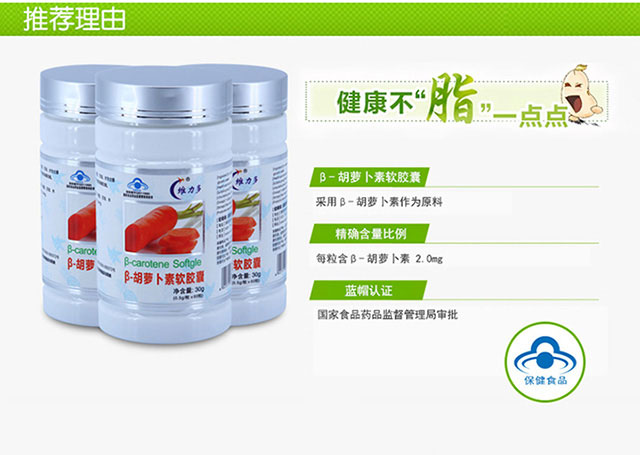 推荐理由
健康不“脂”一点点
β-胡萝卜素软胶囊
采用β-胡萝卜素作为原料
精确含量比例
每粒含β-胡萝卜素 2.0mg
蓝帽认证
国家食品药品监督管理局审批
保健食品
维力多
β-carotene Softgle
β-胡萝卜素软胶囊
净含量:30g